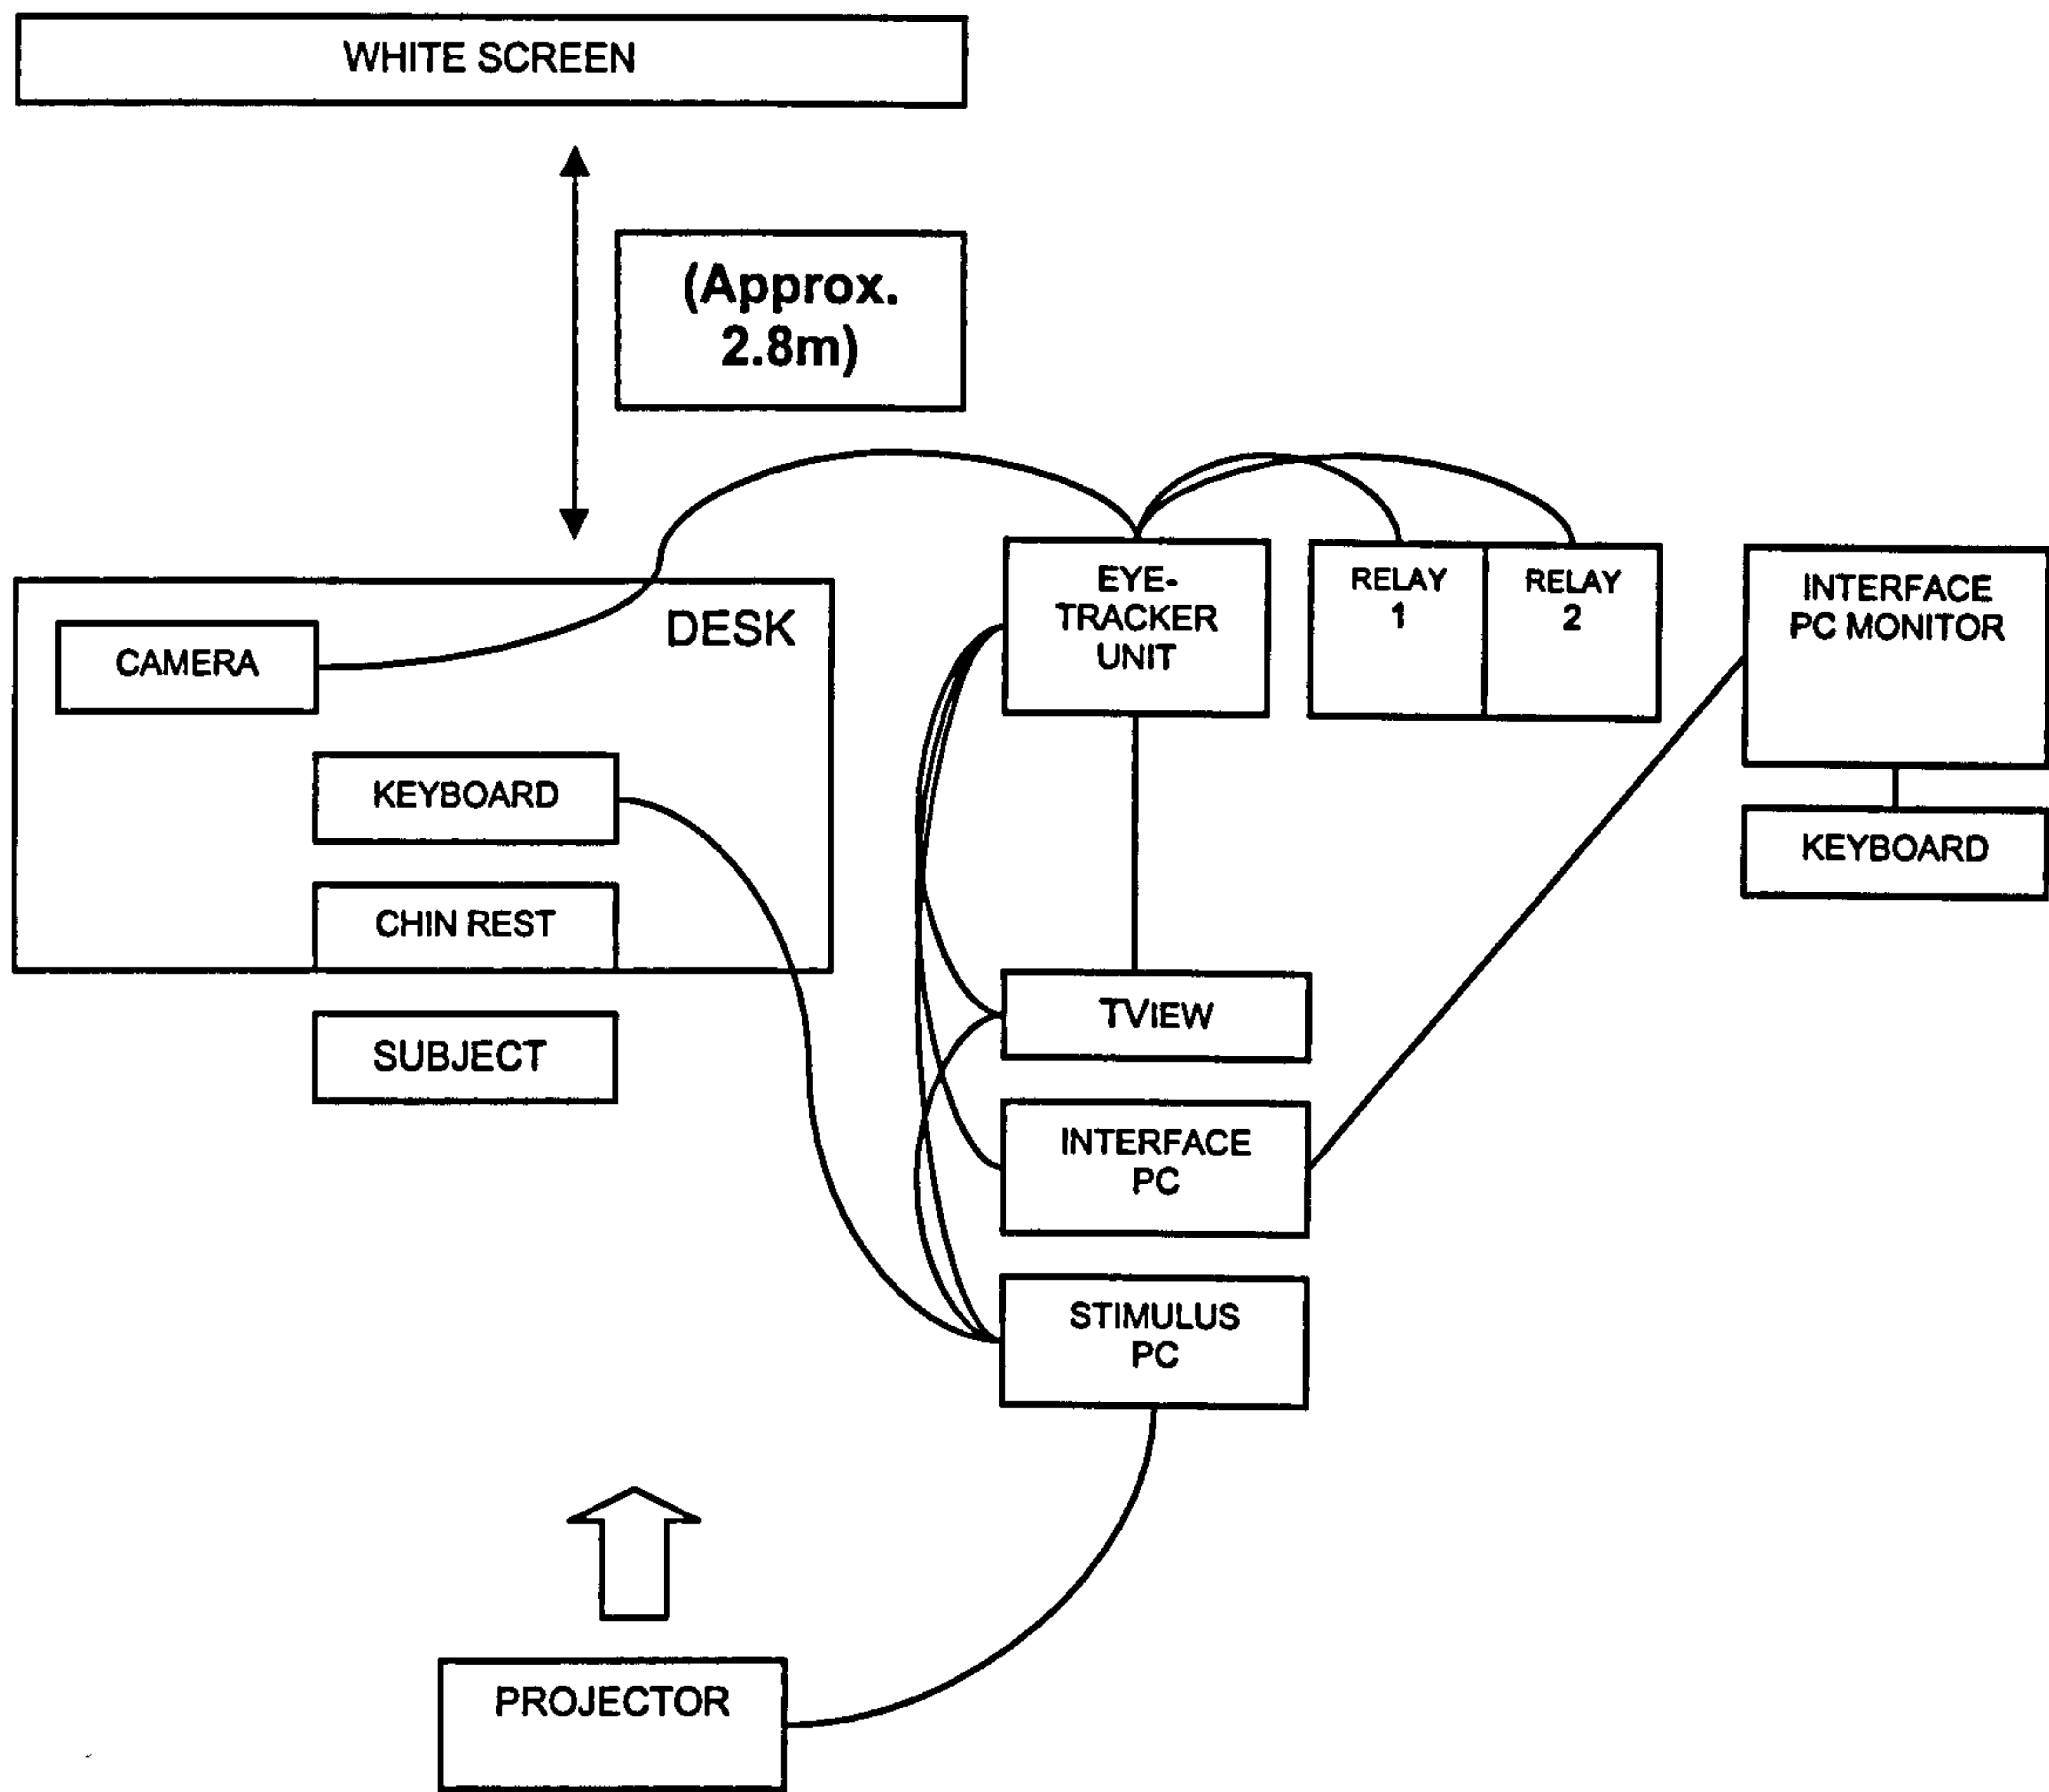 WHITE SCREEN
(Approx.
2.8m)
DESK
CAMERA
KEYBOARD
CHIN REST
SUBJECT
EYE-
TRACKER
UNIT
RELAY
1
RELAY
2
INTERFACE
PC MONITOR
KEYBOARD
TVIEW
INTERFACE
PC
STIMULUS
PC
PROJECTOR